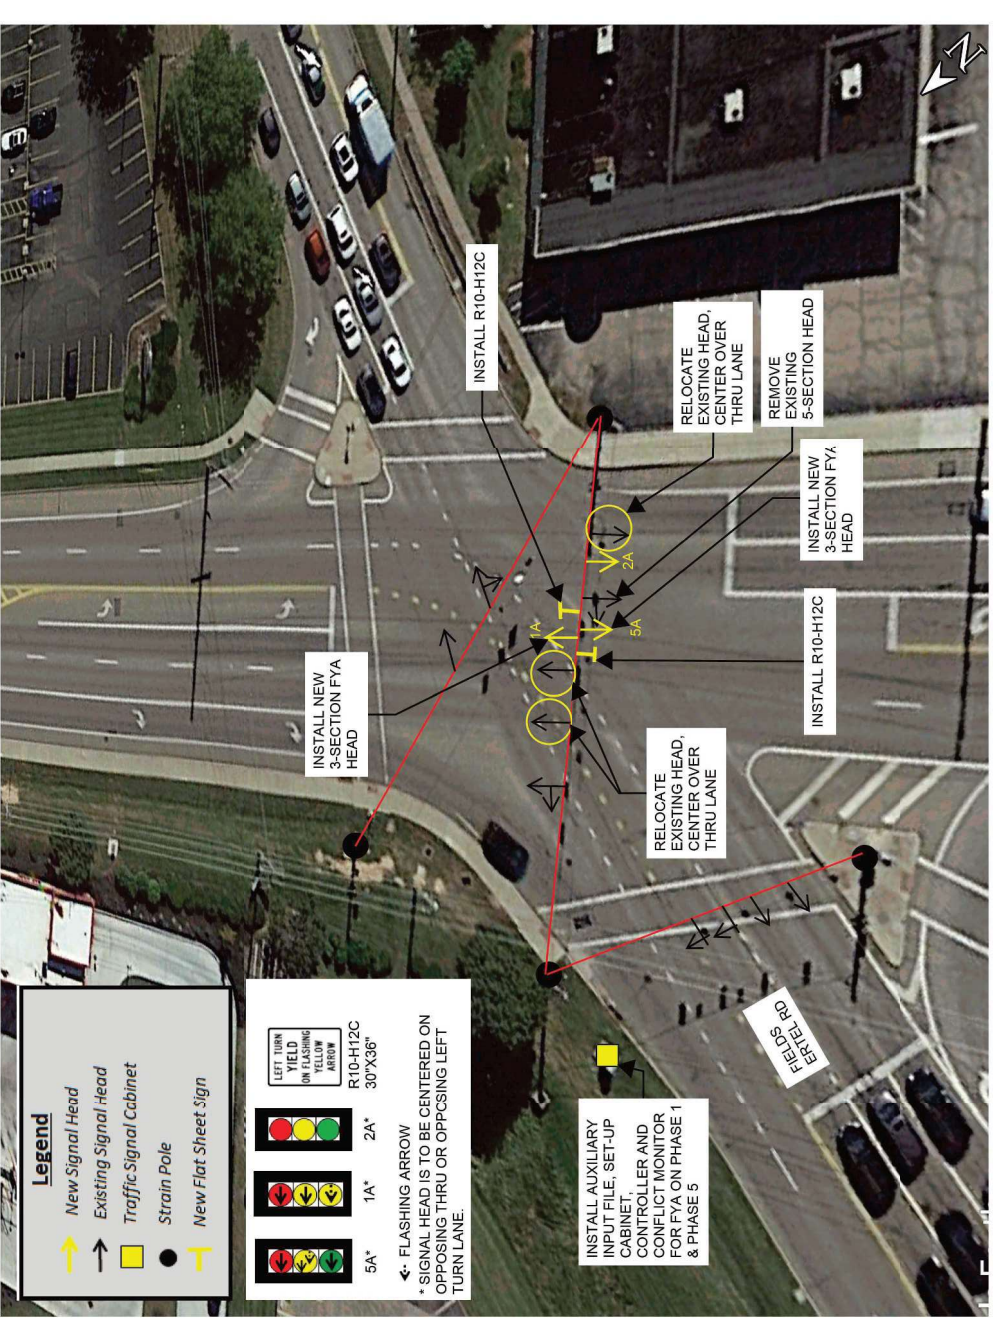 Legend
New Signal Head
Existing Signal Head
Traffic Signal Cabinet
Strain Pole
New Flat Sheet Sign
LEFT TURN
YIELD
ON FLASHING
YELLOW
ARROW
R10-H12C
30"X36"
5A*
1A*
2A*
FLASHING ARROW
* SIGNAL HEAD IS TO BE CENTERED ON
OPPOSING THRU OR OPPCSING LEFT
TURN LANE.
INSTALL NEW
3-SECTION FYA
HEAD
INSTALL R10-H12C
RELOCATE
EXISTING HEAD,
CENTER OVER
THRU LANE
REMOVE
EXISTING
5-SECTION HEAD
INSTALL NEW
3-SECTION FYA
HEAD
INSTALL R10-H12C
RELOCATE
EXISTING HEAD,
CENTER OVER
THRU LANE
1A
5A
2A
FIELDS
ERTEL RD
INSTALL AUXILIARY
INPUT FILE, SET-UP
CABINET,
CONTROLLER AND
CONFLICT MONITOR
FOR FYA ON PHASE 1
& PHASE 5
N